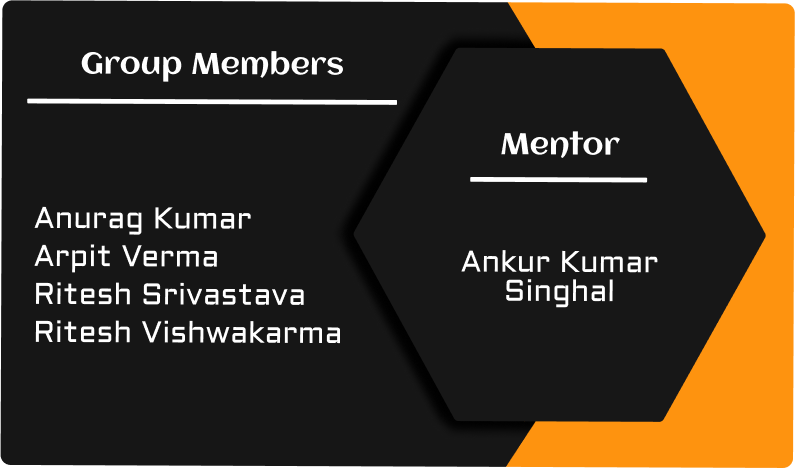 Group Members
Anurag Kumar
Arpit Verma
Ritesh Srivastava
Ritesh Vishwakarma
Mentor
Ankur Kumar
Singhal